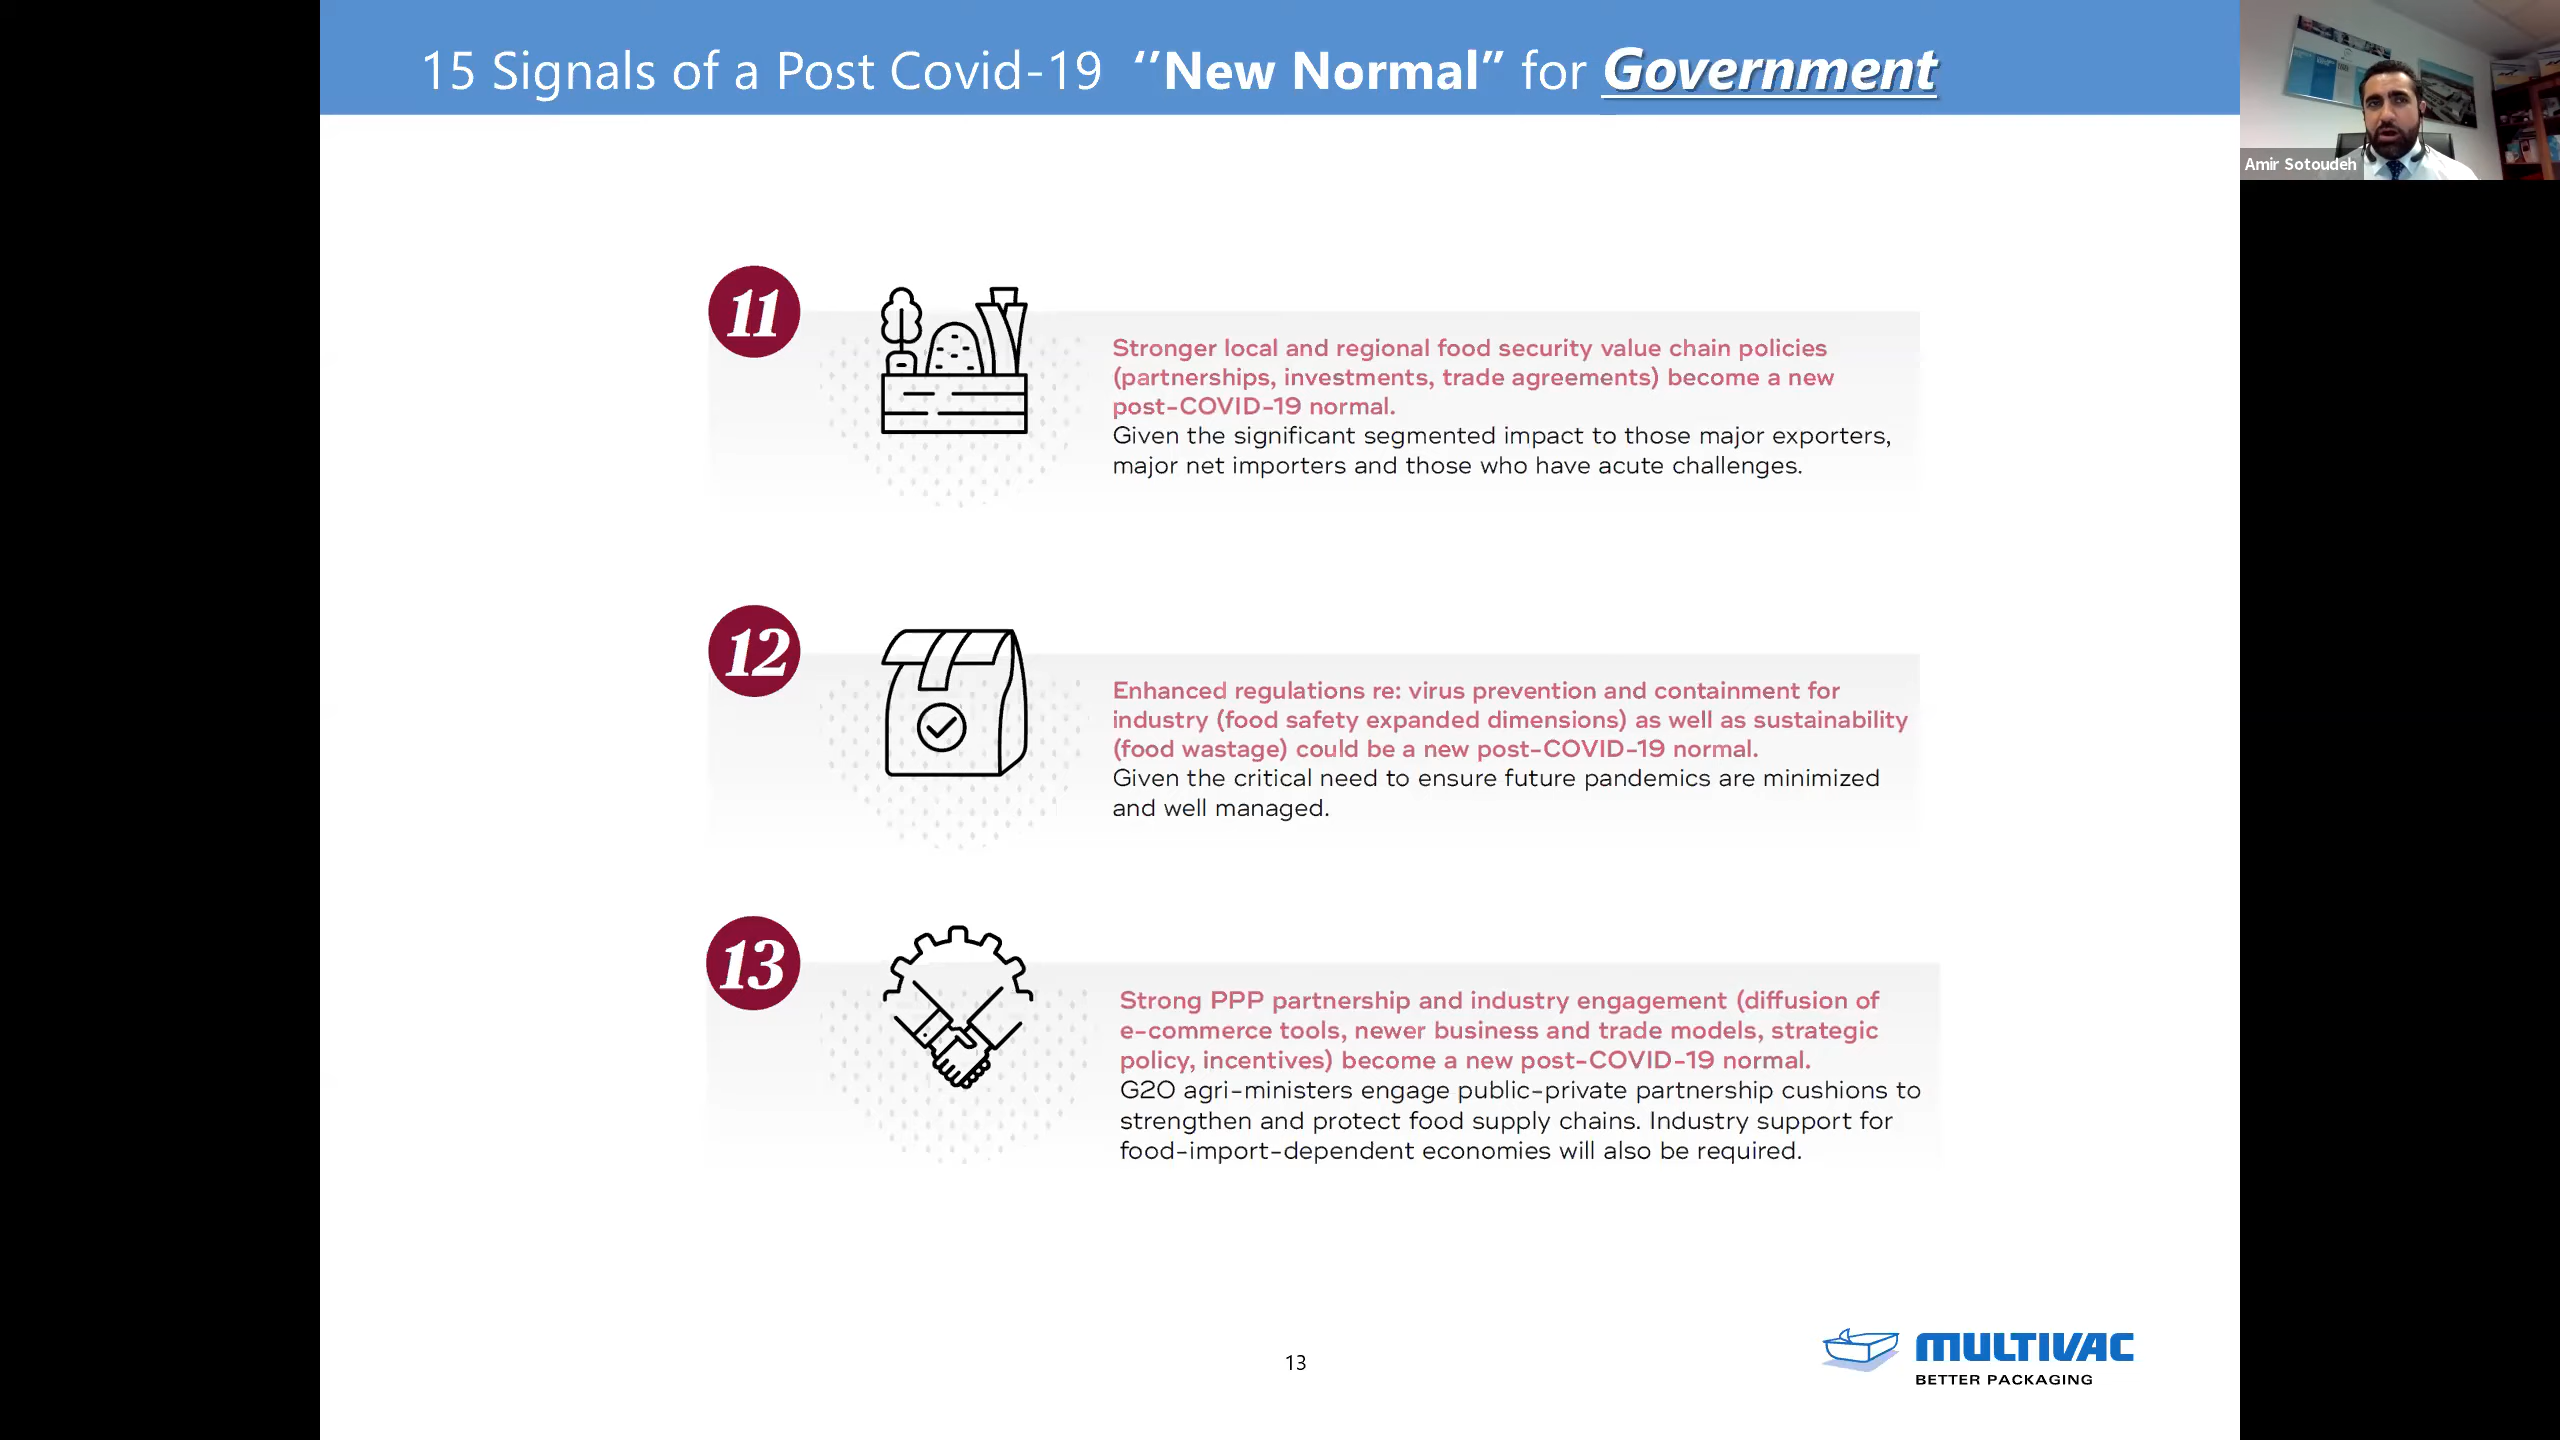 15 Signals of a Post Covid-19 ‘‘New Normal” for Government
Amir Sotoudeh
11
Stronger local and regional food security value chain policies
(partnerships, investments, trade agreements) become a new
post-COVID-19 normal.
Given the significant segmented impact to those major exporters,
major net importers and those who have acute challenges.
12
Enhanced regulations re: virus prevention and containment for
industry (food safety expanded dimensions) as well as sustainability
(food wastage) could be a new post-COVID-19 normal.
Given the critical need to ensure future pandemics are minimized
and well managed.
13
Strong PPP partnership and industry engagement (diffusion of
e-commerce tools, newer business and trade models, strategic
policy, incentives) become a new post-COVID-19 normal.
G20 agri-ministers engage public-private partnership cushions to
strengthen and protect food supply chains. Industry support for
food-import-dependent economies will also be required.
13
MULTIVAC
BETTER PACKAGING